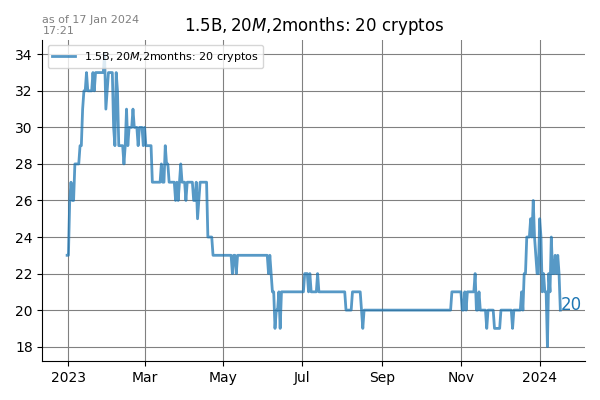 as of 17 Jan 2024
17:21
1.5B, 20M,2months: 20 cryptos
1.5B, 20M,2months: 20 cryptos
34
32
30
28
26
24
22
20
18
20
2023
Mar
May
Jul
Sep
Nov
2024